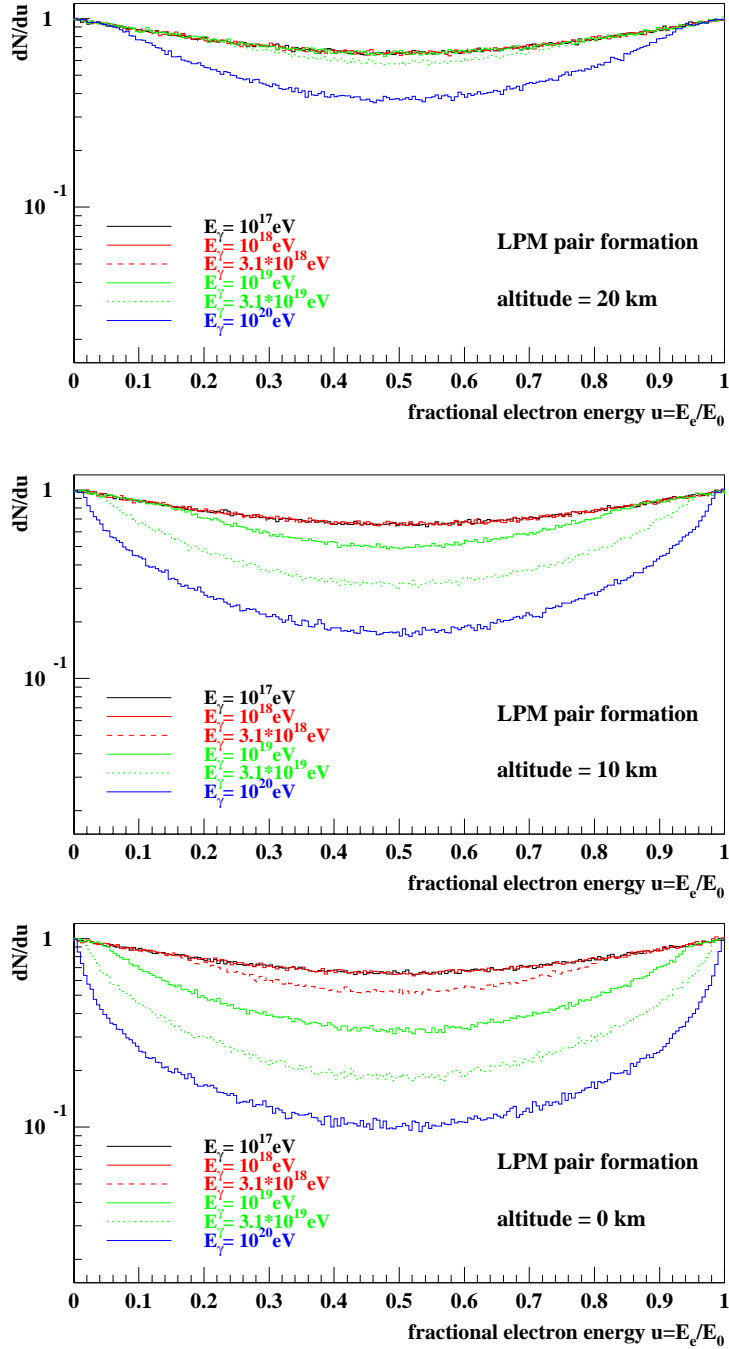 dN/du
1
10 -1
E_γ= 10^17eV
E_γ= 10^18eV
E_γ= 3.1*10^18eV
E_γ= 10^19eV
E_γ= 3.1*10^19eV
E_γ= 10^20eV
LPM pair formation
altitude = 20 km
0 0.1 0.2 0.3 0.4 0.5 0.6 0.7 0.8 0.9 1
fractional electron energy u=E_e/E_0
dN/du
1
10 -1
E_γ= 10^17eV
E_γ= 10^18eV
E_γ= 3.1*10^18eV
E_γ= 10^19eV
E_γ= 3.1*10^19eV
E_γ= 10^20eV
LPM pair formation
altitude = 10 km
0 0.1 0.2 0.3 0.4 0.5 0.6 0.7 0.8 0.9 1
fractional electron energy u=E_e/E_0
dN/du
1
10 -1
E_γ= 10^17eV
E_γ= 10^18eV
E_γ= 3.1*10^18eV
E_γ= 10^19eV
E_γ= 3.1*10^19eV
E_γ= 10^20eV
LPM pair formation
altitude = 0 km
0 0.1 0.2 0.3 0.4 0.5 0.6 0.7 0.8 0.9 1
fractional electron energy u=E_e/E_0